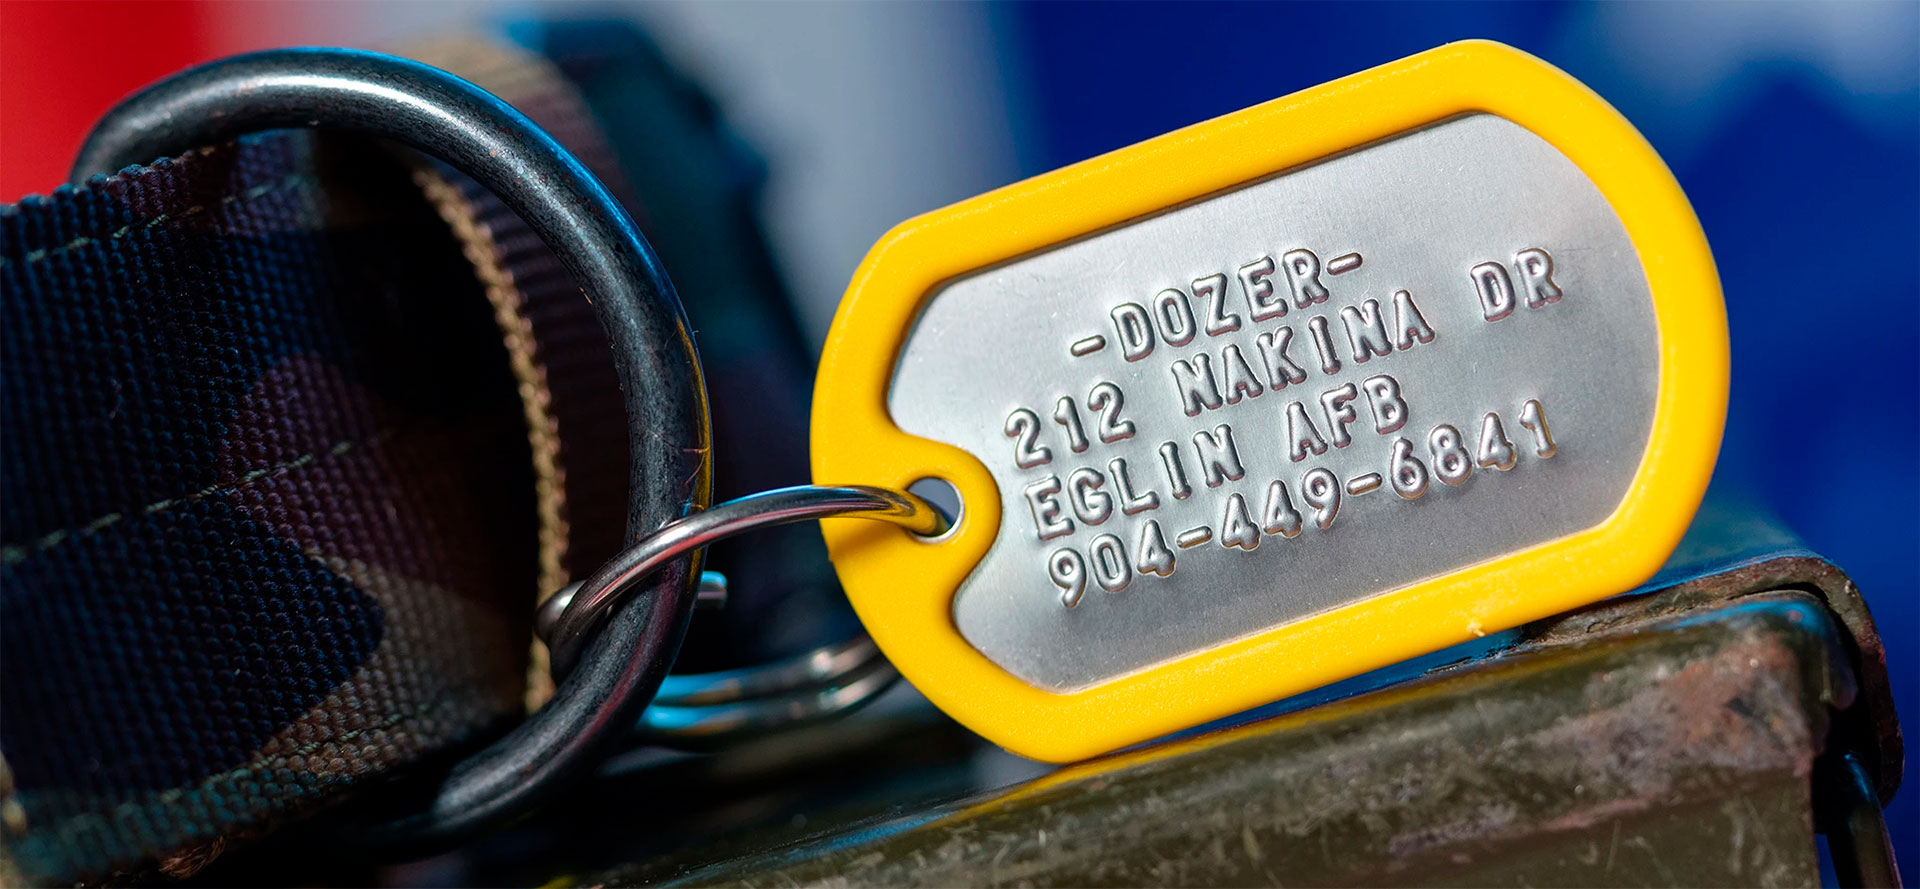 -DOZER-
212 NAKINA DR
EGLIN AFB
904-449-6841